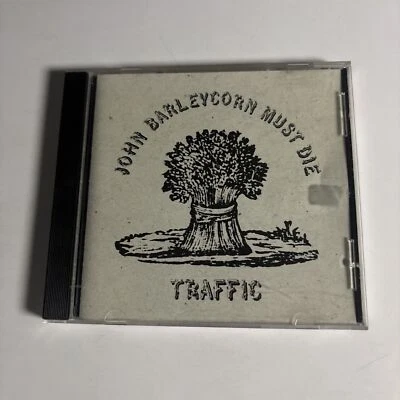 JOHN BARLEYCORN MUST DIE
TRAFFIC